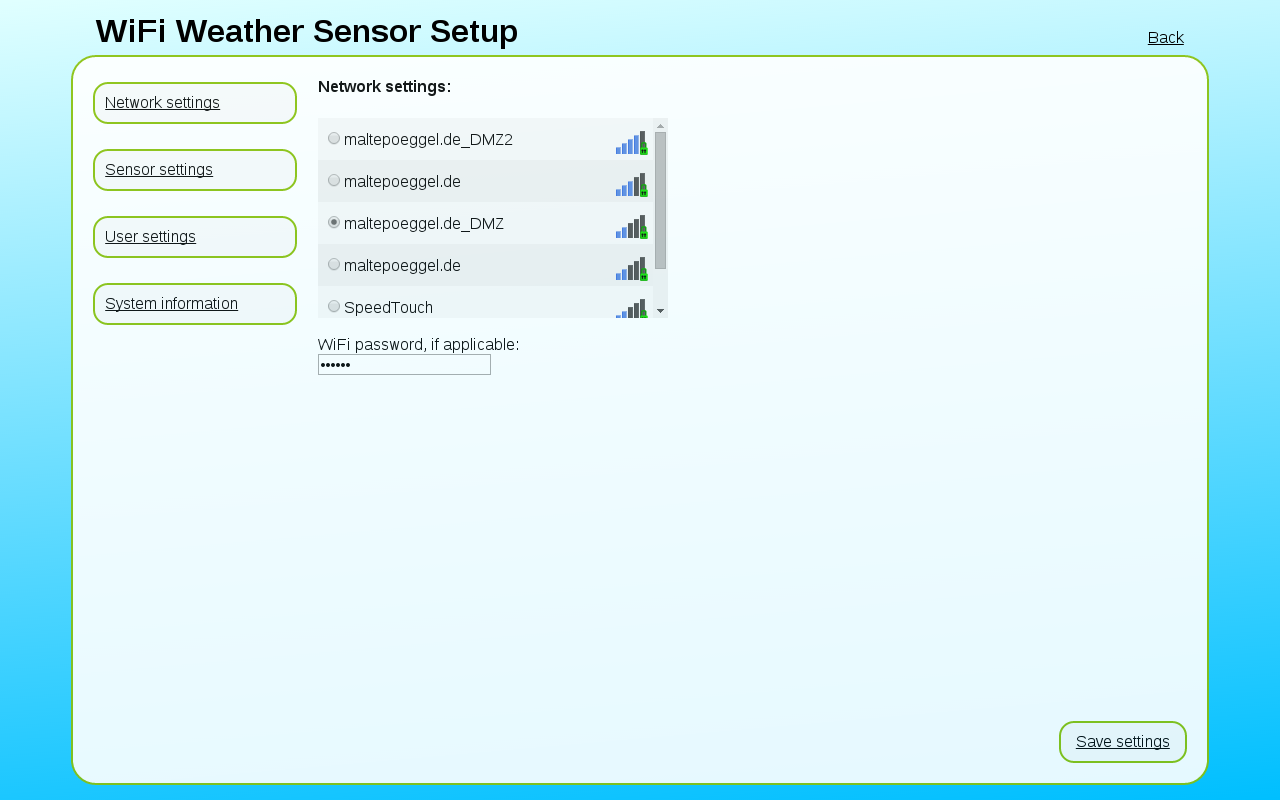 WiFi Weather Sensor Setup
Back
Network settings
Sensor settings
User settings
System information
Network settings:
maltepoeggel.de_DMZ2
maltepoeggel.de
maltepoeggel.de_DMZ
maltepoeggel.de
SpeedTouch
WiFi password, if applicable:
••••••
Save settings